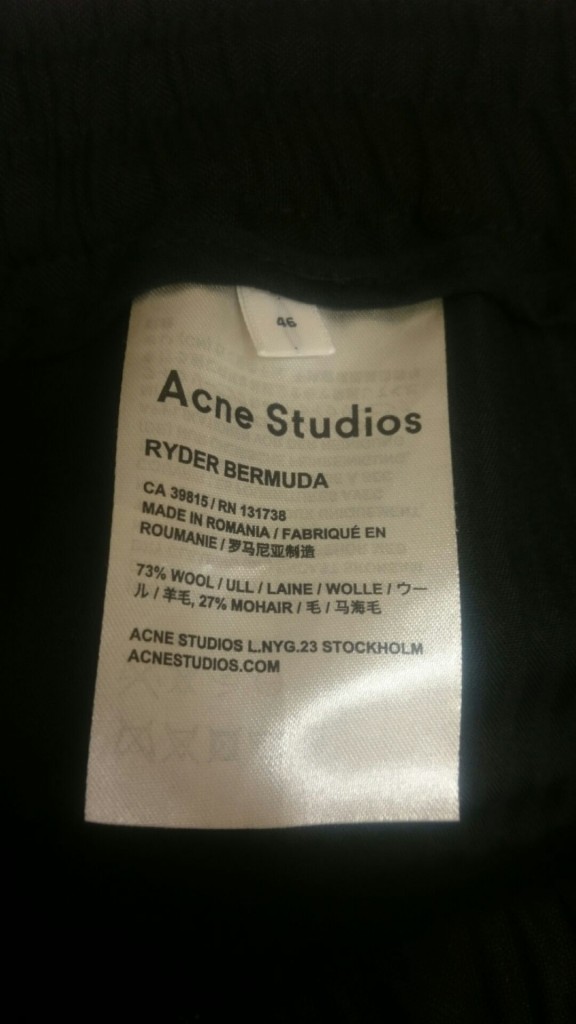 46
Acne Studios
RYDER BERMUDA
CA 39815 / RN 131738
MADE IN ROMANIA / FABRIQUÉ EN
ROUMANIE / 罗马尼亚制造
73% WOOL / ULL / LAINE / WOLLE / ウー
ル / 羊毛, 27% MOHAIR / 毛 / 马海毛
ACNE STUDIOS L.NYG.23 STOCKHOLM
ACNESTUDIOS.COM